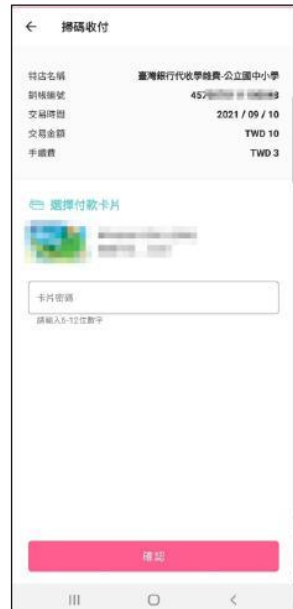 掃碼收付
特店名稱 臺灣銀行代收學雜費-公立國中小學
銷帳編號 457
交易時間 2021 / 09 / 10
交易金額 TWD 10
手續費 TWD 3
選擇付款卡片
卡片密碼
請輸入6-12位數字
確認